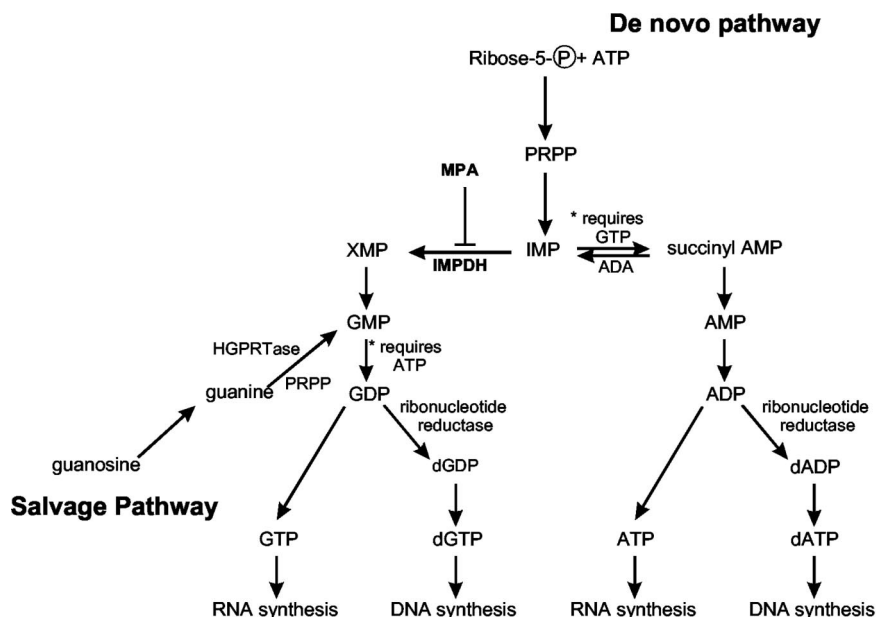 De novo pathway
Ribose-5-P+ ATP
PRPP
MPA
* requires
GTP
XMP
IMPDH
IMP
ADA
succinyl AMP
GMP
AMP
HGPRTase
* requires
ATP
guanine
PRPP
GDP
ADP
ribonucleotide
reductase
ribonucleotide
reductase
guanosine
dGDP
dADP
Salvage Pathway
GTP
dGTP
ATP
dATP
RNA synthesis
DNA synthesis
RNA synthesis
DNA synthesis